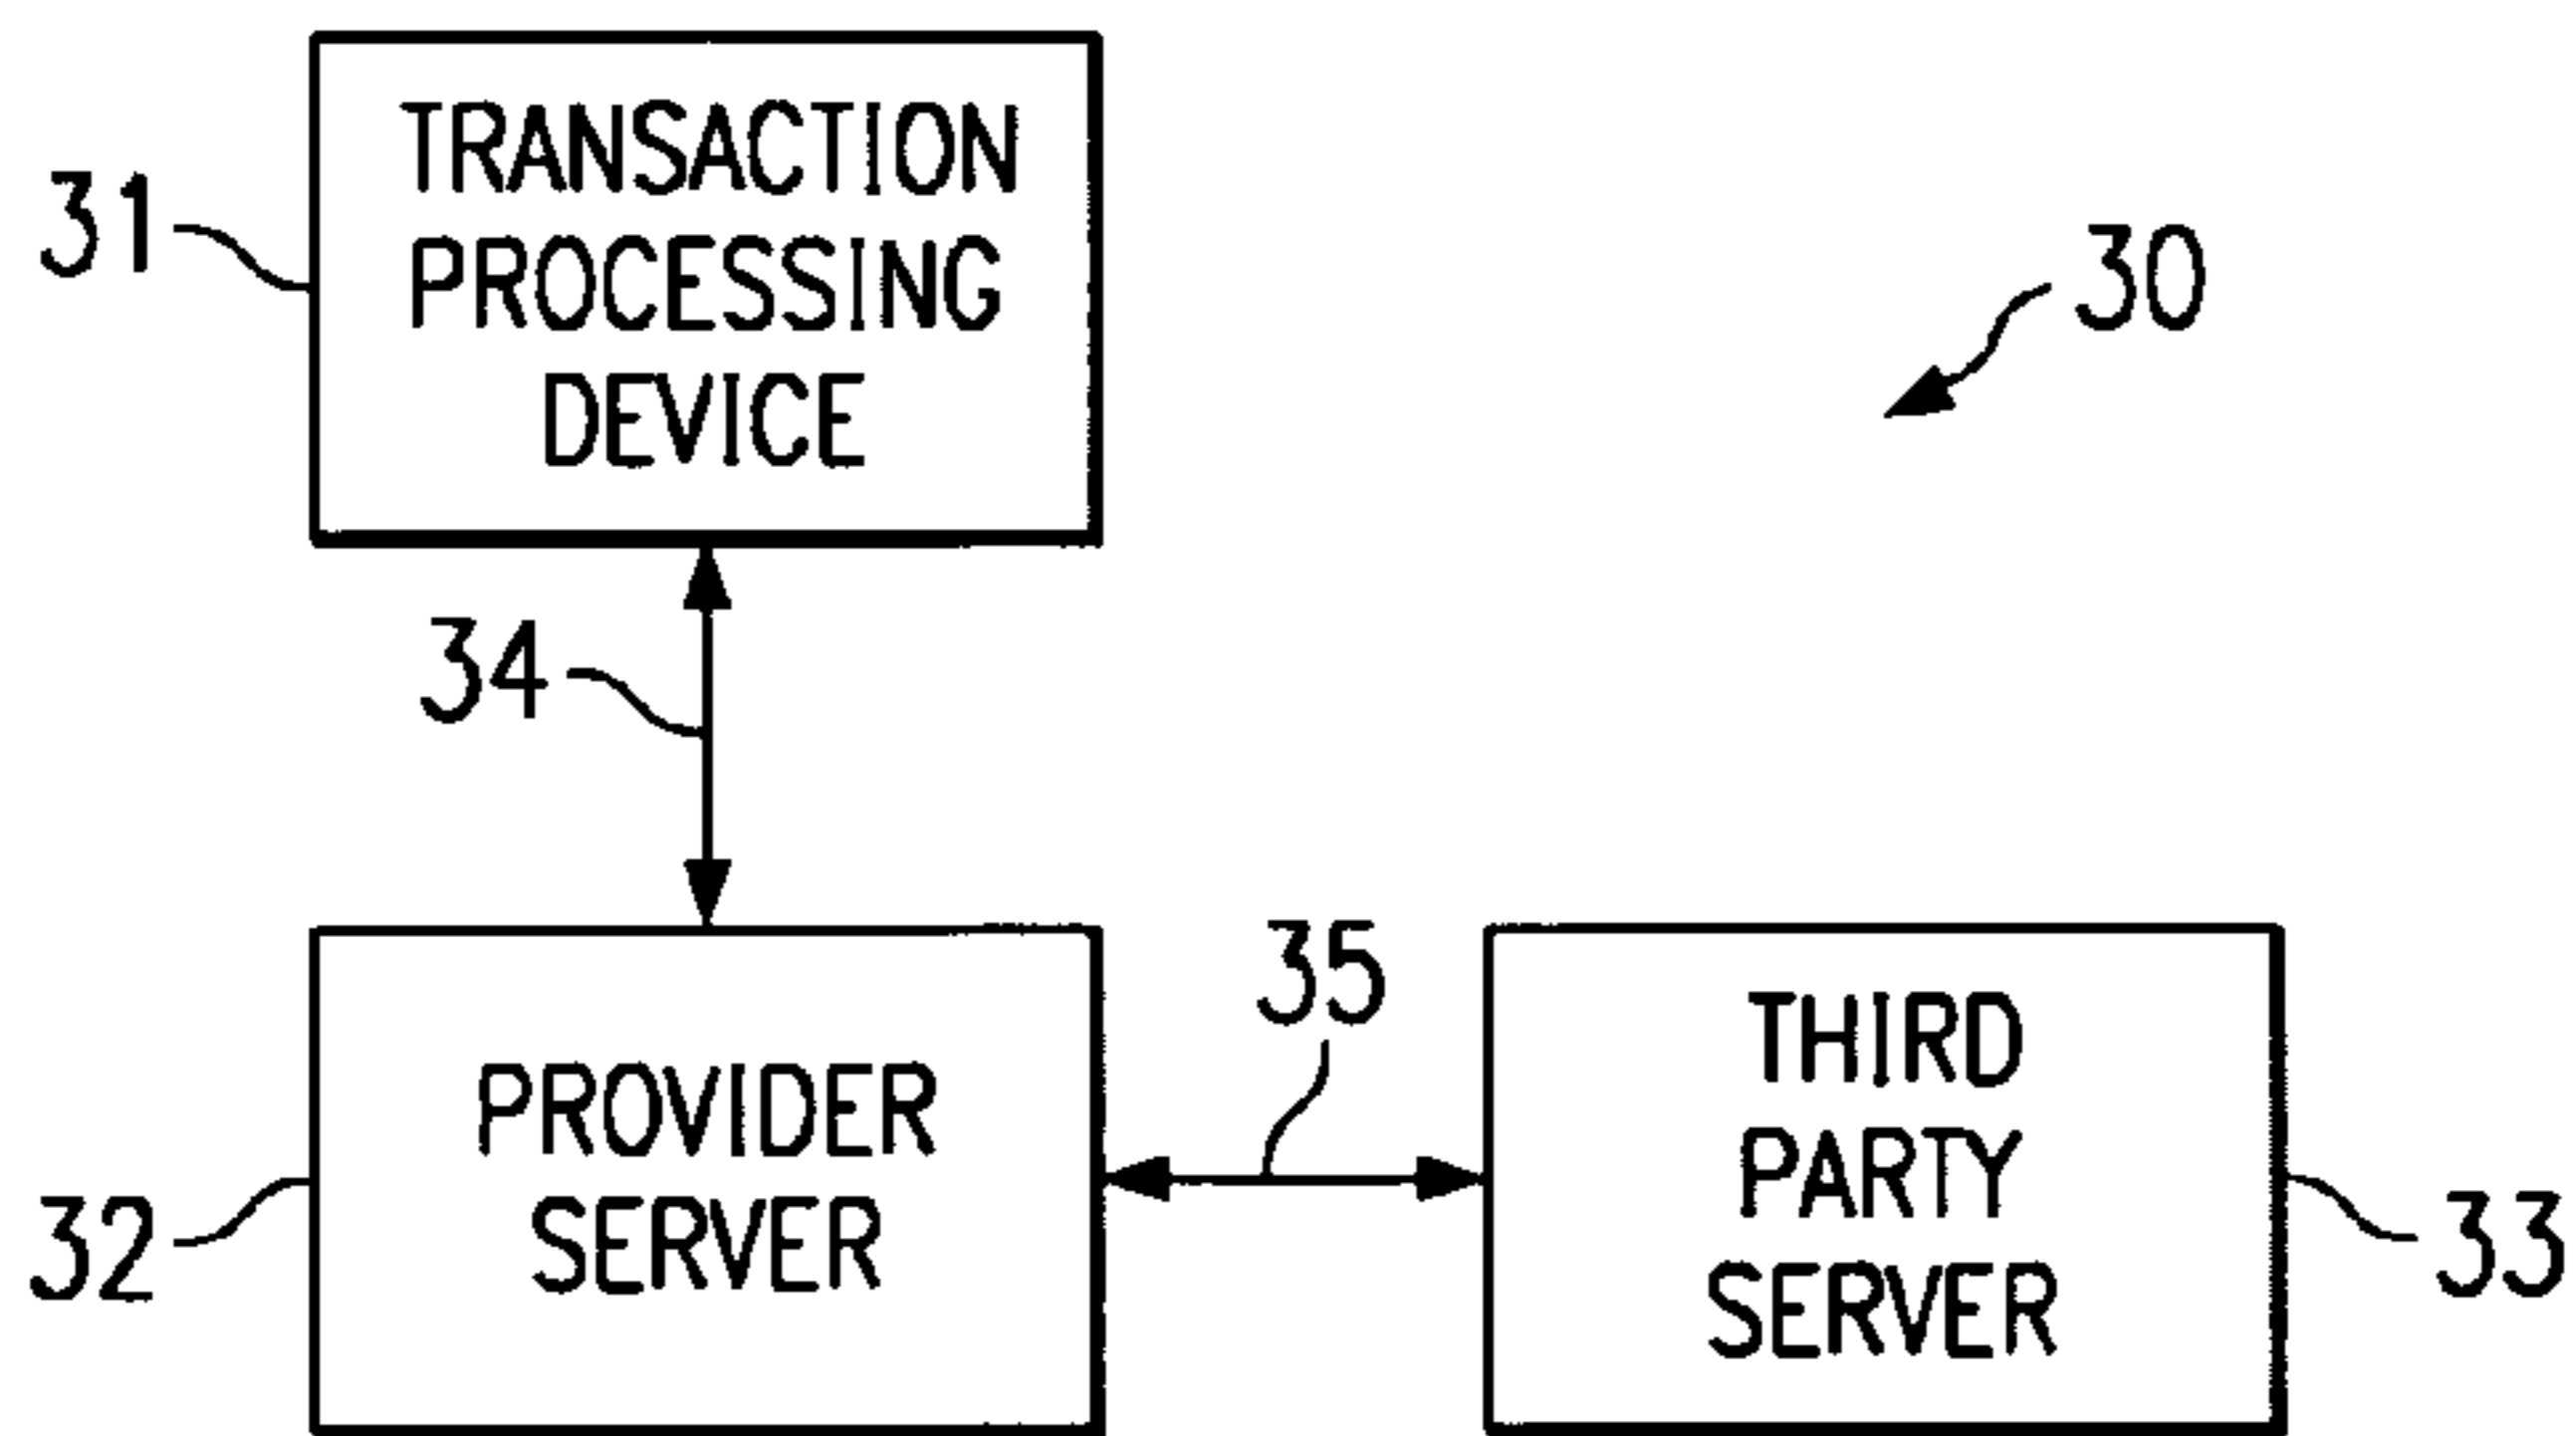 TRANSACTION
PROCESSING
DEVICE
31
30
34
PROVIDER
SERVER
32
35
THIRD
PARTY
SERVER
33